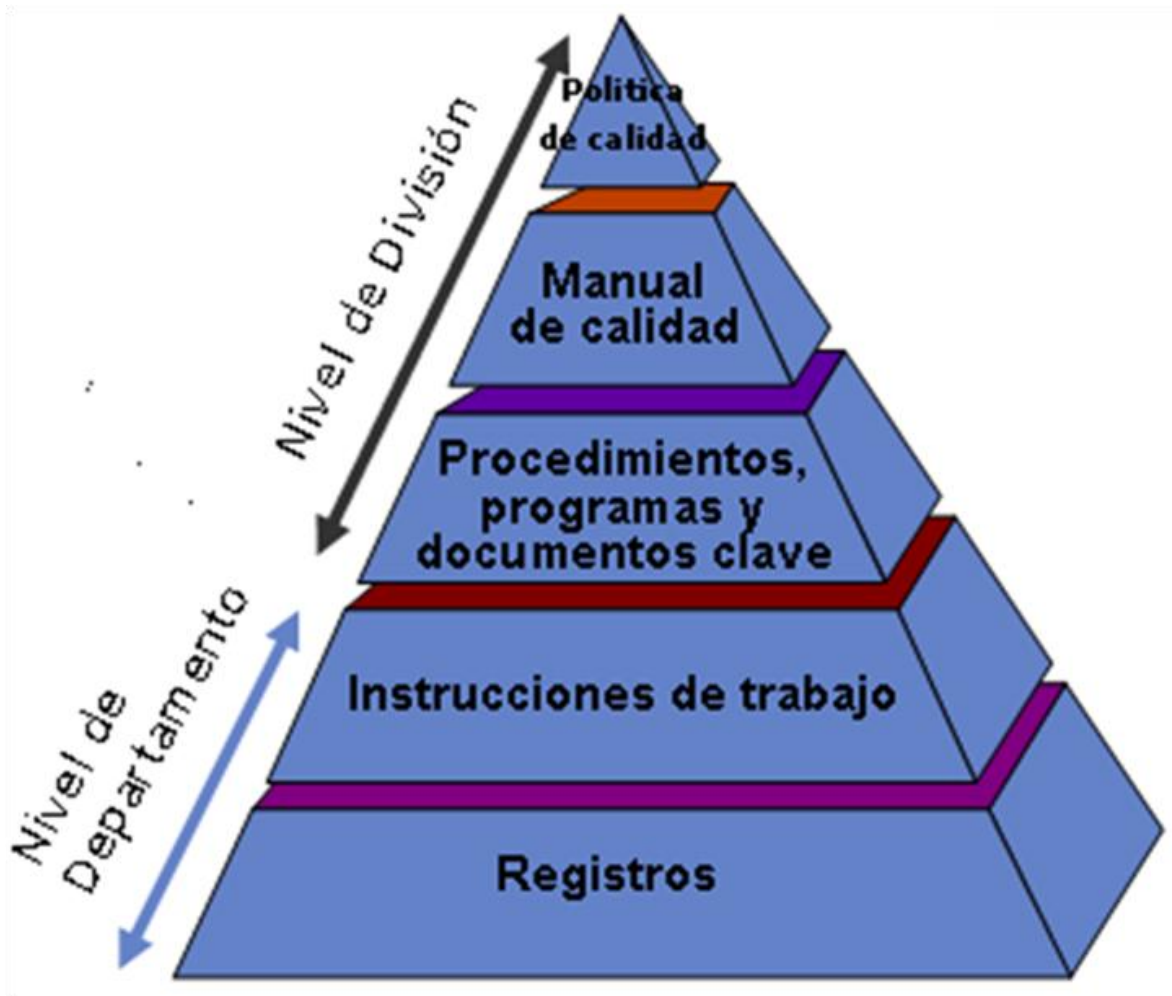 Politica
de calidad
Manual
de calidad
Procedimientos,
programas y
documentos clave
Instrucciones de trabajo
Registros
Nivel de División
Nivel de
Departamento